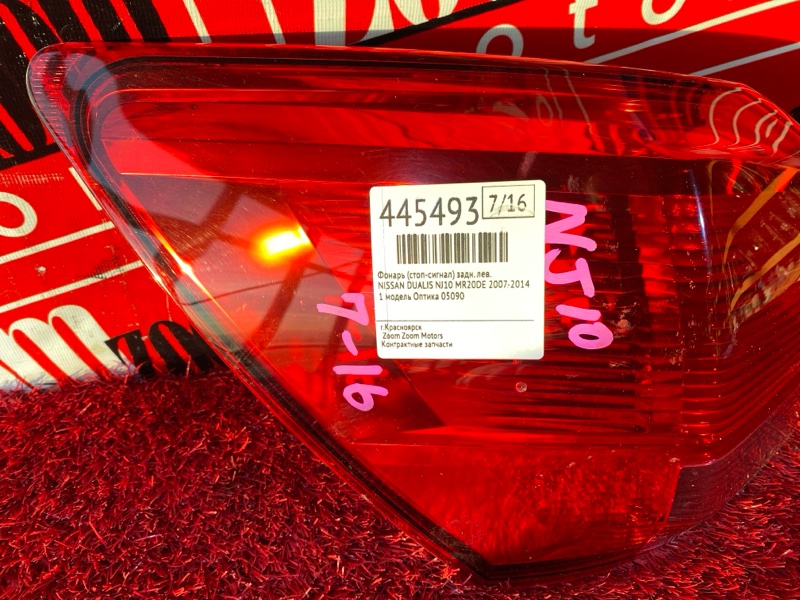 445493 7/16
Фонарь (стоп-сигнал) задн. лев.
NISSAN DUALIS NJ10 MR20DE 2007-2014
1 модель Оптика 05090
г.Красноярск
Zoom Zoom Motors
Контрактные запчасти
NJ10
7-16